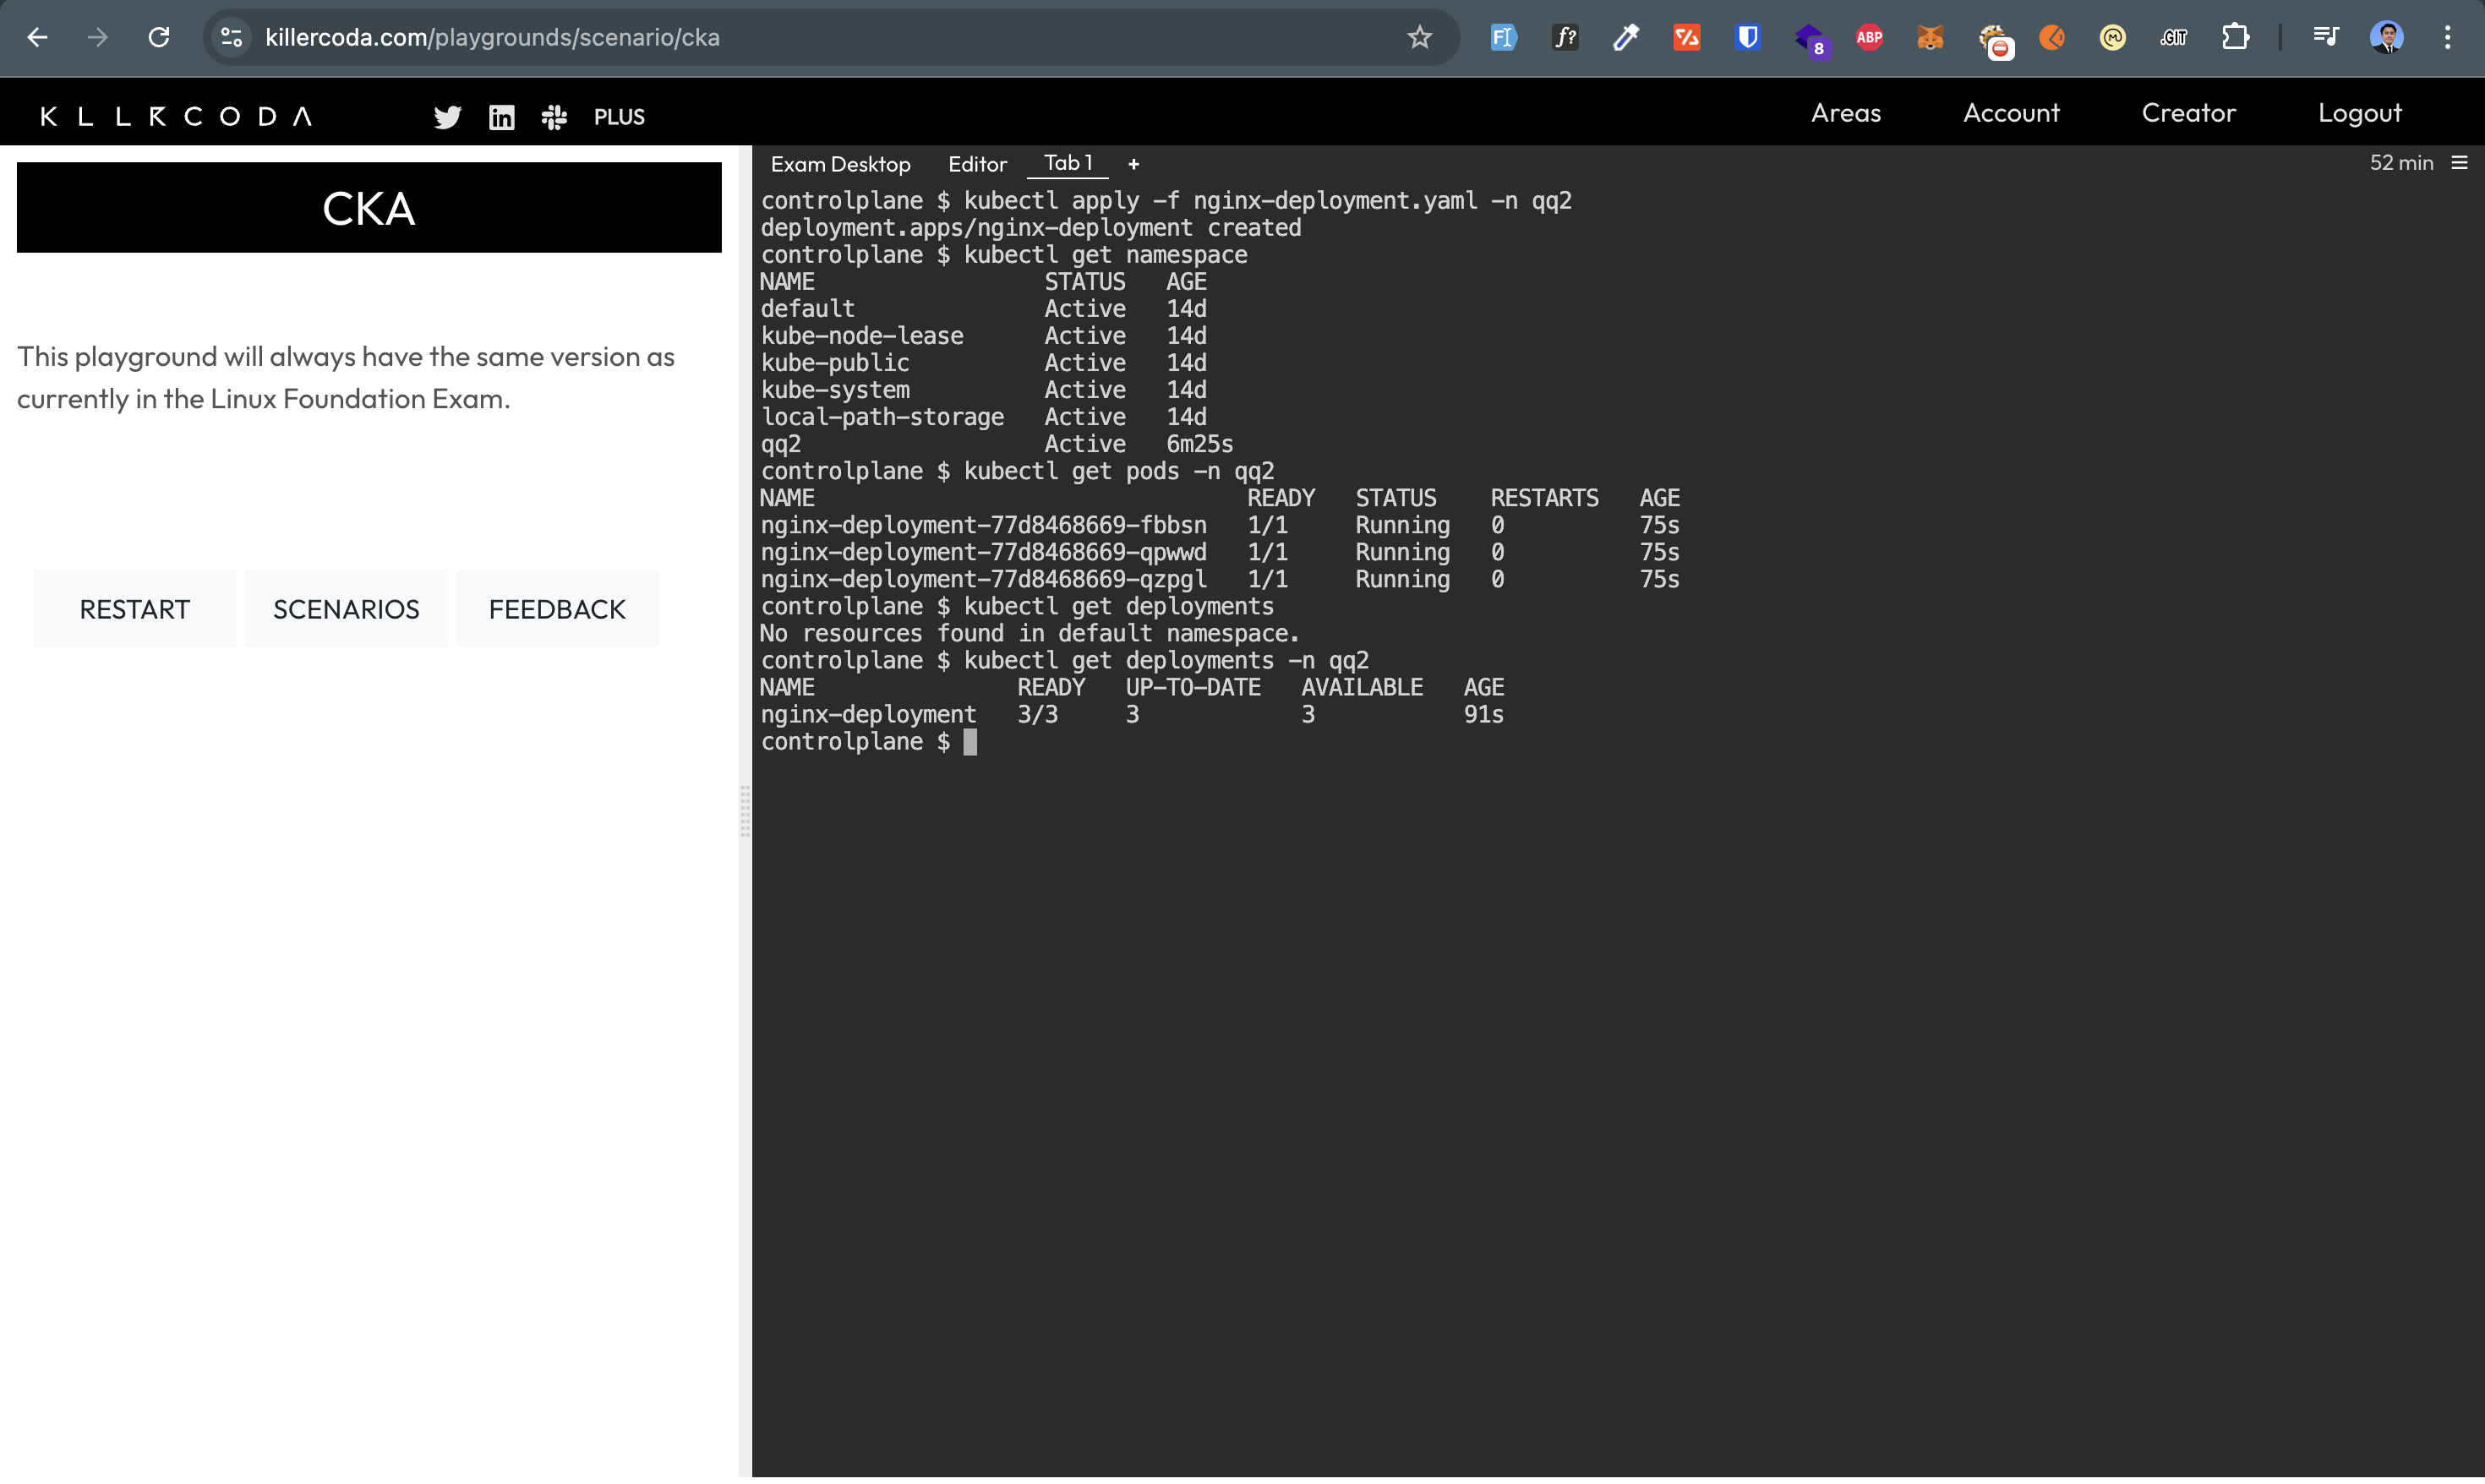 killercoda.com/playgrounds/scenario/cka
F
f?
8
ABP
.GIT
KLLRCODA
PLUS
Areas
Account
Creator
Logout
CKA
This playground will always have the same version as
currently in the Linux Foundation Exam.
RESTART
SCENARIOS
FEEDBACK
Exam Desktop
Editor
Tab 1
+
52 min
controlplane $ kubectl apply -f nginx-deployment.yaml -n qq2
deployment.apps/nginx-deployment created
controlplane $ kubectl get namespace
NAME                 STATUS   AGE
default              Active   14d
kube-node-lease      Active   14d
kube-public          Active   14d
kube-system          Active   14d
local-path-storage   Active   14d
qq2                  Active   6m25s
controlplane $ kubectl get pods -n qq2
NAME                                READY   STATUS    RESTARTS   AGE
nginx-deployment-77d8468669-fbbsn   1/1     Running   0          75s
nginx-deployment-77d8468669-qpwwd   1/1     Running   0          75s
nginx-deployment-77d8468669-qzpgl   1/1     Running   0          75s
controlplane $ kubectl get deployments
No resources found in default namespace.
controlplane $ kubectl get deployments -n qq2
NAME               READY   UP-TO-DATE   AVAILABLE   AGE
nginx-deployment   3/3     3            3           91s
controlplane $